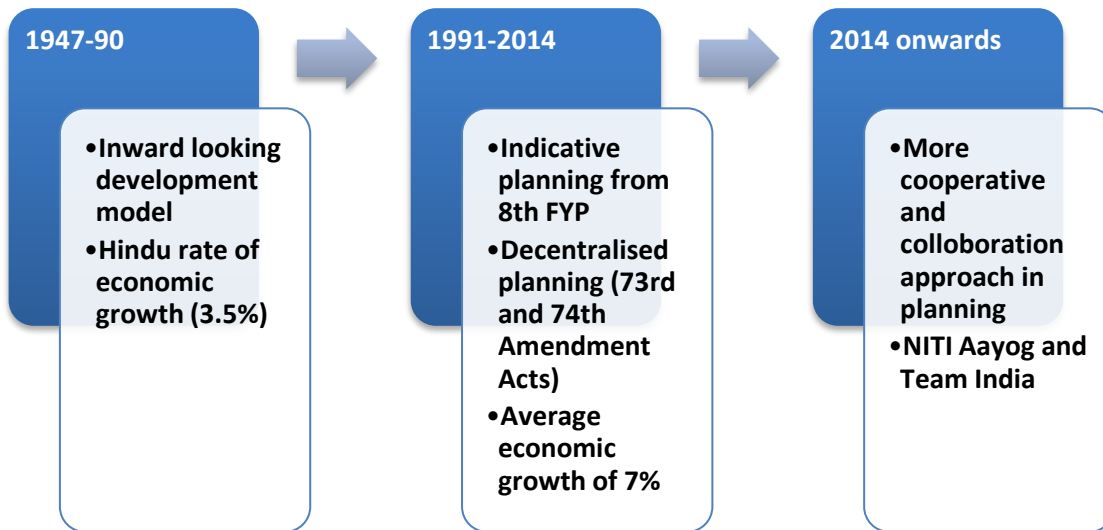 1947-90
•Inward looking
development
model
•Hindu rate of
economic
growth (3.5%)
1991-2014
•Indicative
planning from
8th FYP
•Decentralised
planning (73rd
and 74th
Amendment
Acts)
•Average
economic
growth of 7%
2014 onwards
•More
cooperative
and
colloboration
approach in
planning
•NITI Aayog and
Team India